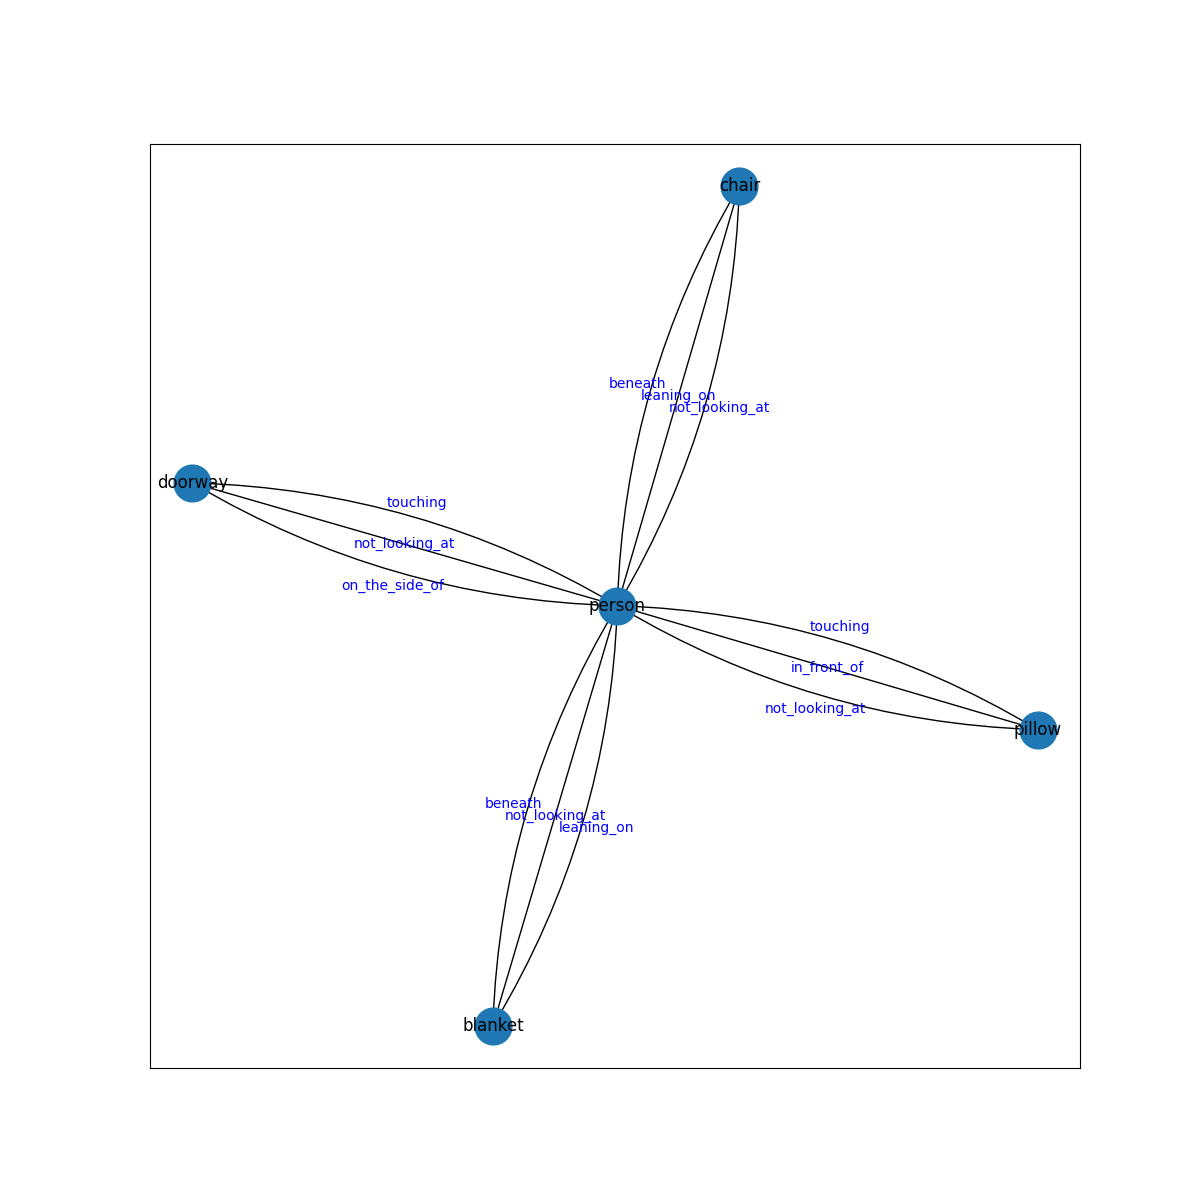 chair
beneath
leaning_on
not_looking_at
doorway
touching
not_looking_at
on_the_side_of
person
touching
in_front_of
not_looking_at
pillow
beneath
not_looking_at
leaning_on
blanket